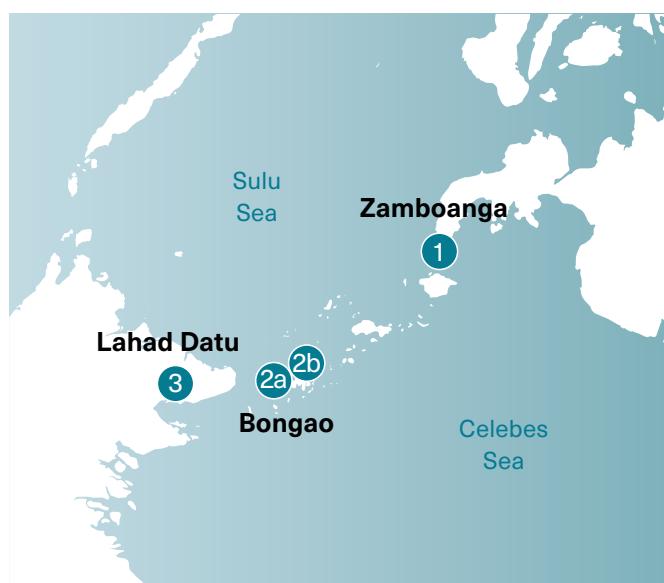 Sulu
Sea
Zamboanga
1
Lahad Datu
2b
3
2a
Bongao
Celebes
Sea